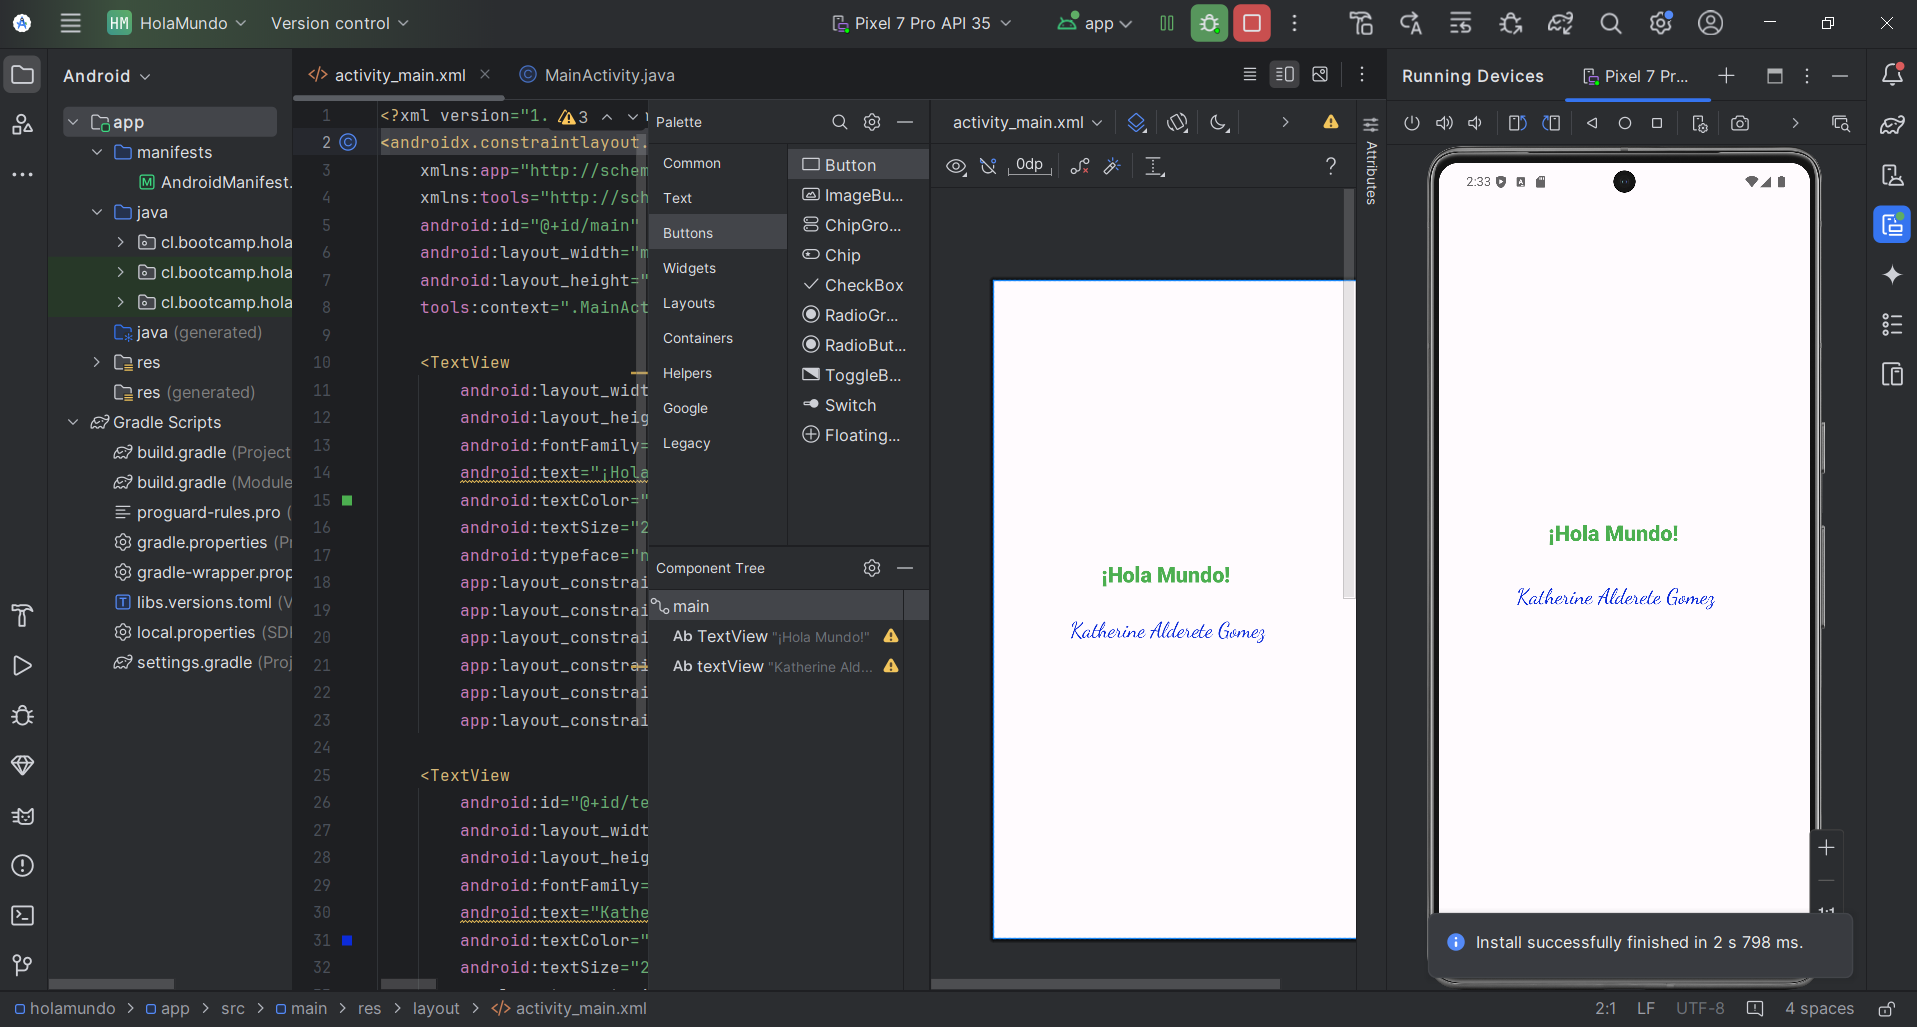 HM HolaMundo Version control Pixel 7 Pro API 35 app
Android
app
manifests
AndroidManifest.
java
cl.bootcamp.hola
cl.bootcamp.hola
cl.bootcamp.hola
java (generated)
res
res (generated)
Gradle Scripts
build.gradle (Project
build.gradle (Module
proguard-rules.pro (
gradle.properties (Pr
gradle-wrapper.prop
libs.versions.toml (V
local.properties (SDI
settings.gradle (Proj
activity_main.xml MainActivity.java
1 <?xml version="1. 3
2 <androidx.constraintlayout.
3 xmlns:app="http://schem
4 xmlns:tools="http://sch
5 android:id="@+id/main"
6 android:layout_width="m
7 android:layout_height="
8 tools:context=".MainAct
9
10 <TextView
11 android:layout_widt
12 android:layout_heig
13 android:fontFamily=
14 android:text="¡Hola
15 android:textColor="
16 android:textSize="2
17 android:typeface="n
18 app:layout_constrai
19 app:layout_constrai
20 app:layout_constrai
21 app:layout_constrai
22 app:layout_constrai
23 app:layout_constrai
24
25 <TextView
26 android:id="@+id/te
27 android:layout_widt
28 android:layout_heig
29 android:fontFamily=
30 android:text="Kathe
31 android:textColor="
32 android:textSize="2
Palette
Common
Text
Buttons
Widgets
Layouts
Containers
Helpers
Google
Legacy
Button
ImageBu...
ChipGro...
Chip
CheckBox
RadioGr...
RadioBut...
ToggleB...
Switch
Floating...
Component Tree
main
Ab TextView "¡Hola Mundo!"
Ab textView "Katherine Ald...
activity_main.xml
0dp
?
¡Hola Mundo!
Katherine Alderete Gomez
Attributes
Running Devices Pixel 7 Pr...
2:33
¡Hola Mundo!
Katherine Alderete Gomez
Install successfully finished in 2 s 798 ms.
holamundo > app > src > main > res > layout > activity_main.xml
2:1 LF UTF-8 4 spaces